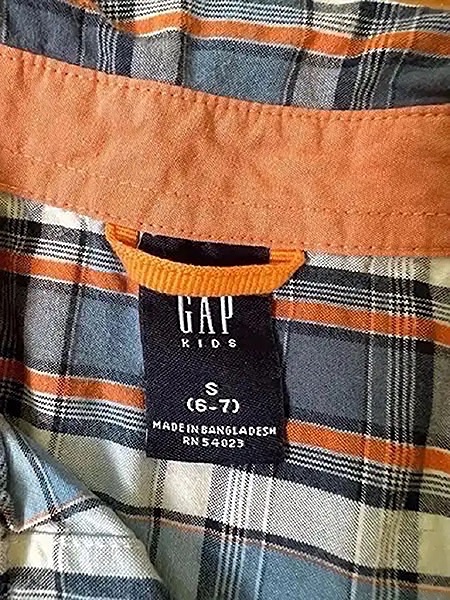 GAP
KIDS
S
(6-7)
MADE IN BANGLADESH
RN 54023